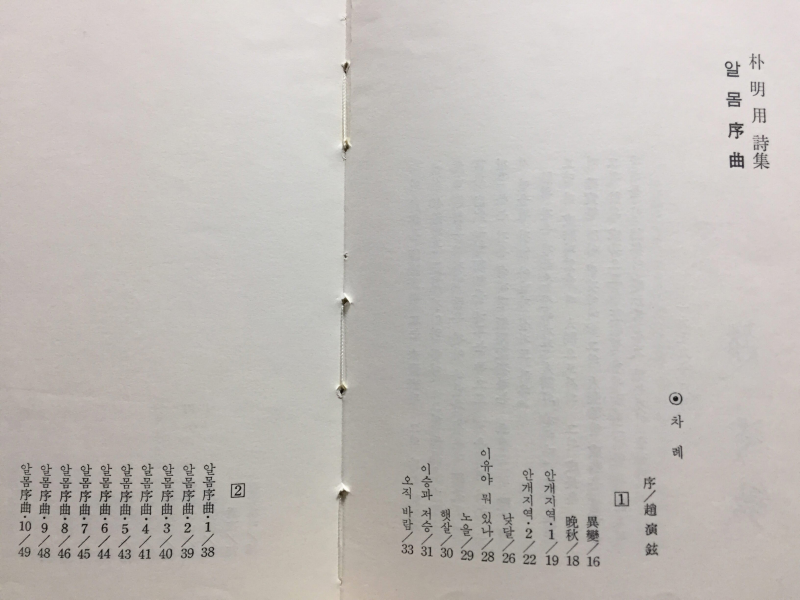 朴明用 詩集
알몸序曲
◉ 차례
序／趙演鉉
1
異變／16
晩秋／18
안개지역·1／19
안개지역·2／22
낮달／26
이유야 뭐 있나／28
노을／29
햇살／30
이승과 저승／31
오직 바람／33
2
알몸序曲·1／38
알몸序曲·2／39
알몸序曲·3／40
알몸序曲·4／41
알몸序曲·5／43
알몸序曲·6／44
알몸序曲·7／45
알몸序曲·8／46
알몸序曲·9／48
알몸序曲·10／49